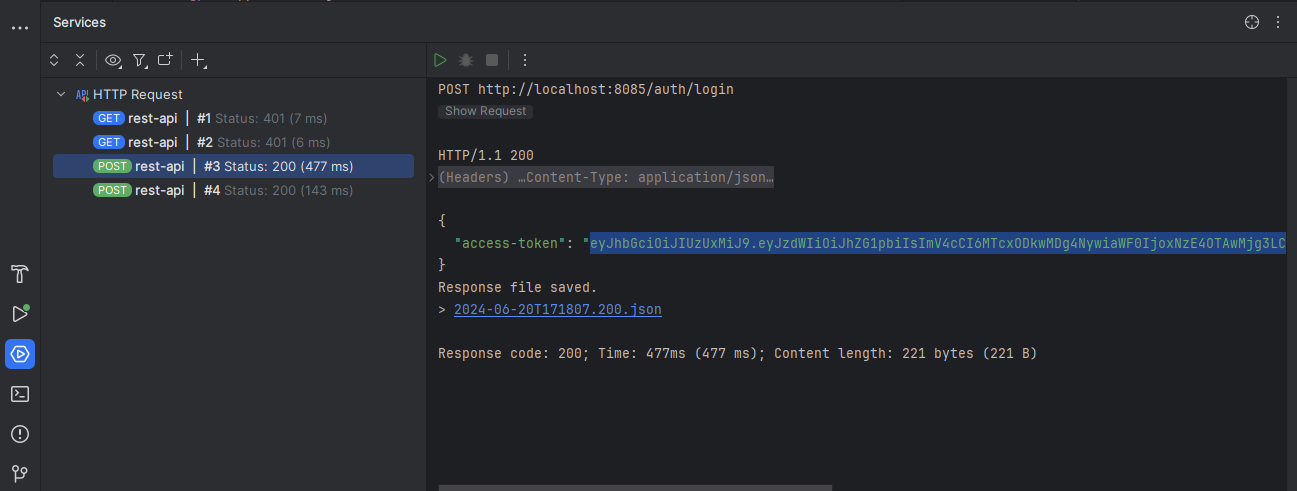 Services
HTTP Request
GET rest-api | #1 Status: 401 (7 ms)
GET rest-api | #2 Status: 401 (6 ms)
POST rest-api | #3 Status: 200 (477 ms)
POST rest-api | #4 Status: 200 (143 ms)
POST http://localhost:8085/auth/login
Show Request
HTTP/1.1 200
(Headers) …Content-Type: application/json…
{
"access-token": "eyJhbGciOiJIUzUxMiJ9.eyJzdWIiOiJhZG1pbiIsImV4cCI6MTcxODkwMDg4NywiaWF0IjoxNzE4OTAwMjg3LC
}
Response file saved.
> 2024-06-20T171807.200.json
Response code: 200; Time: 477ms (477 ms); Content length: 221 bytes (221 B)